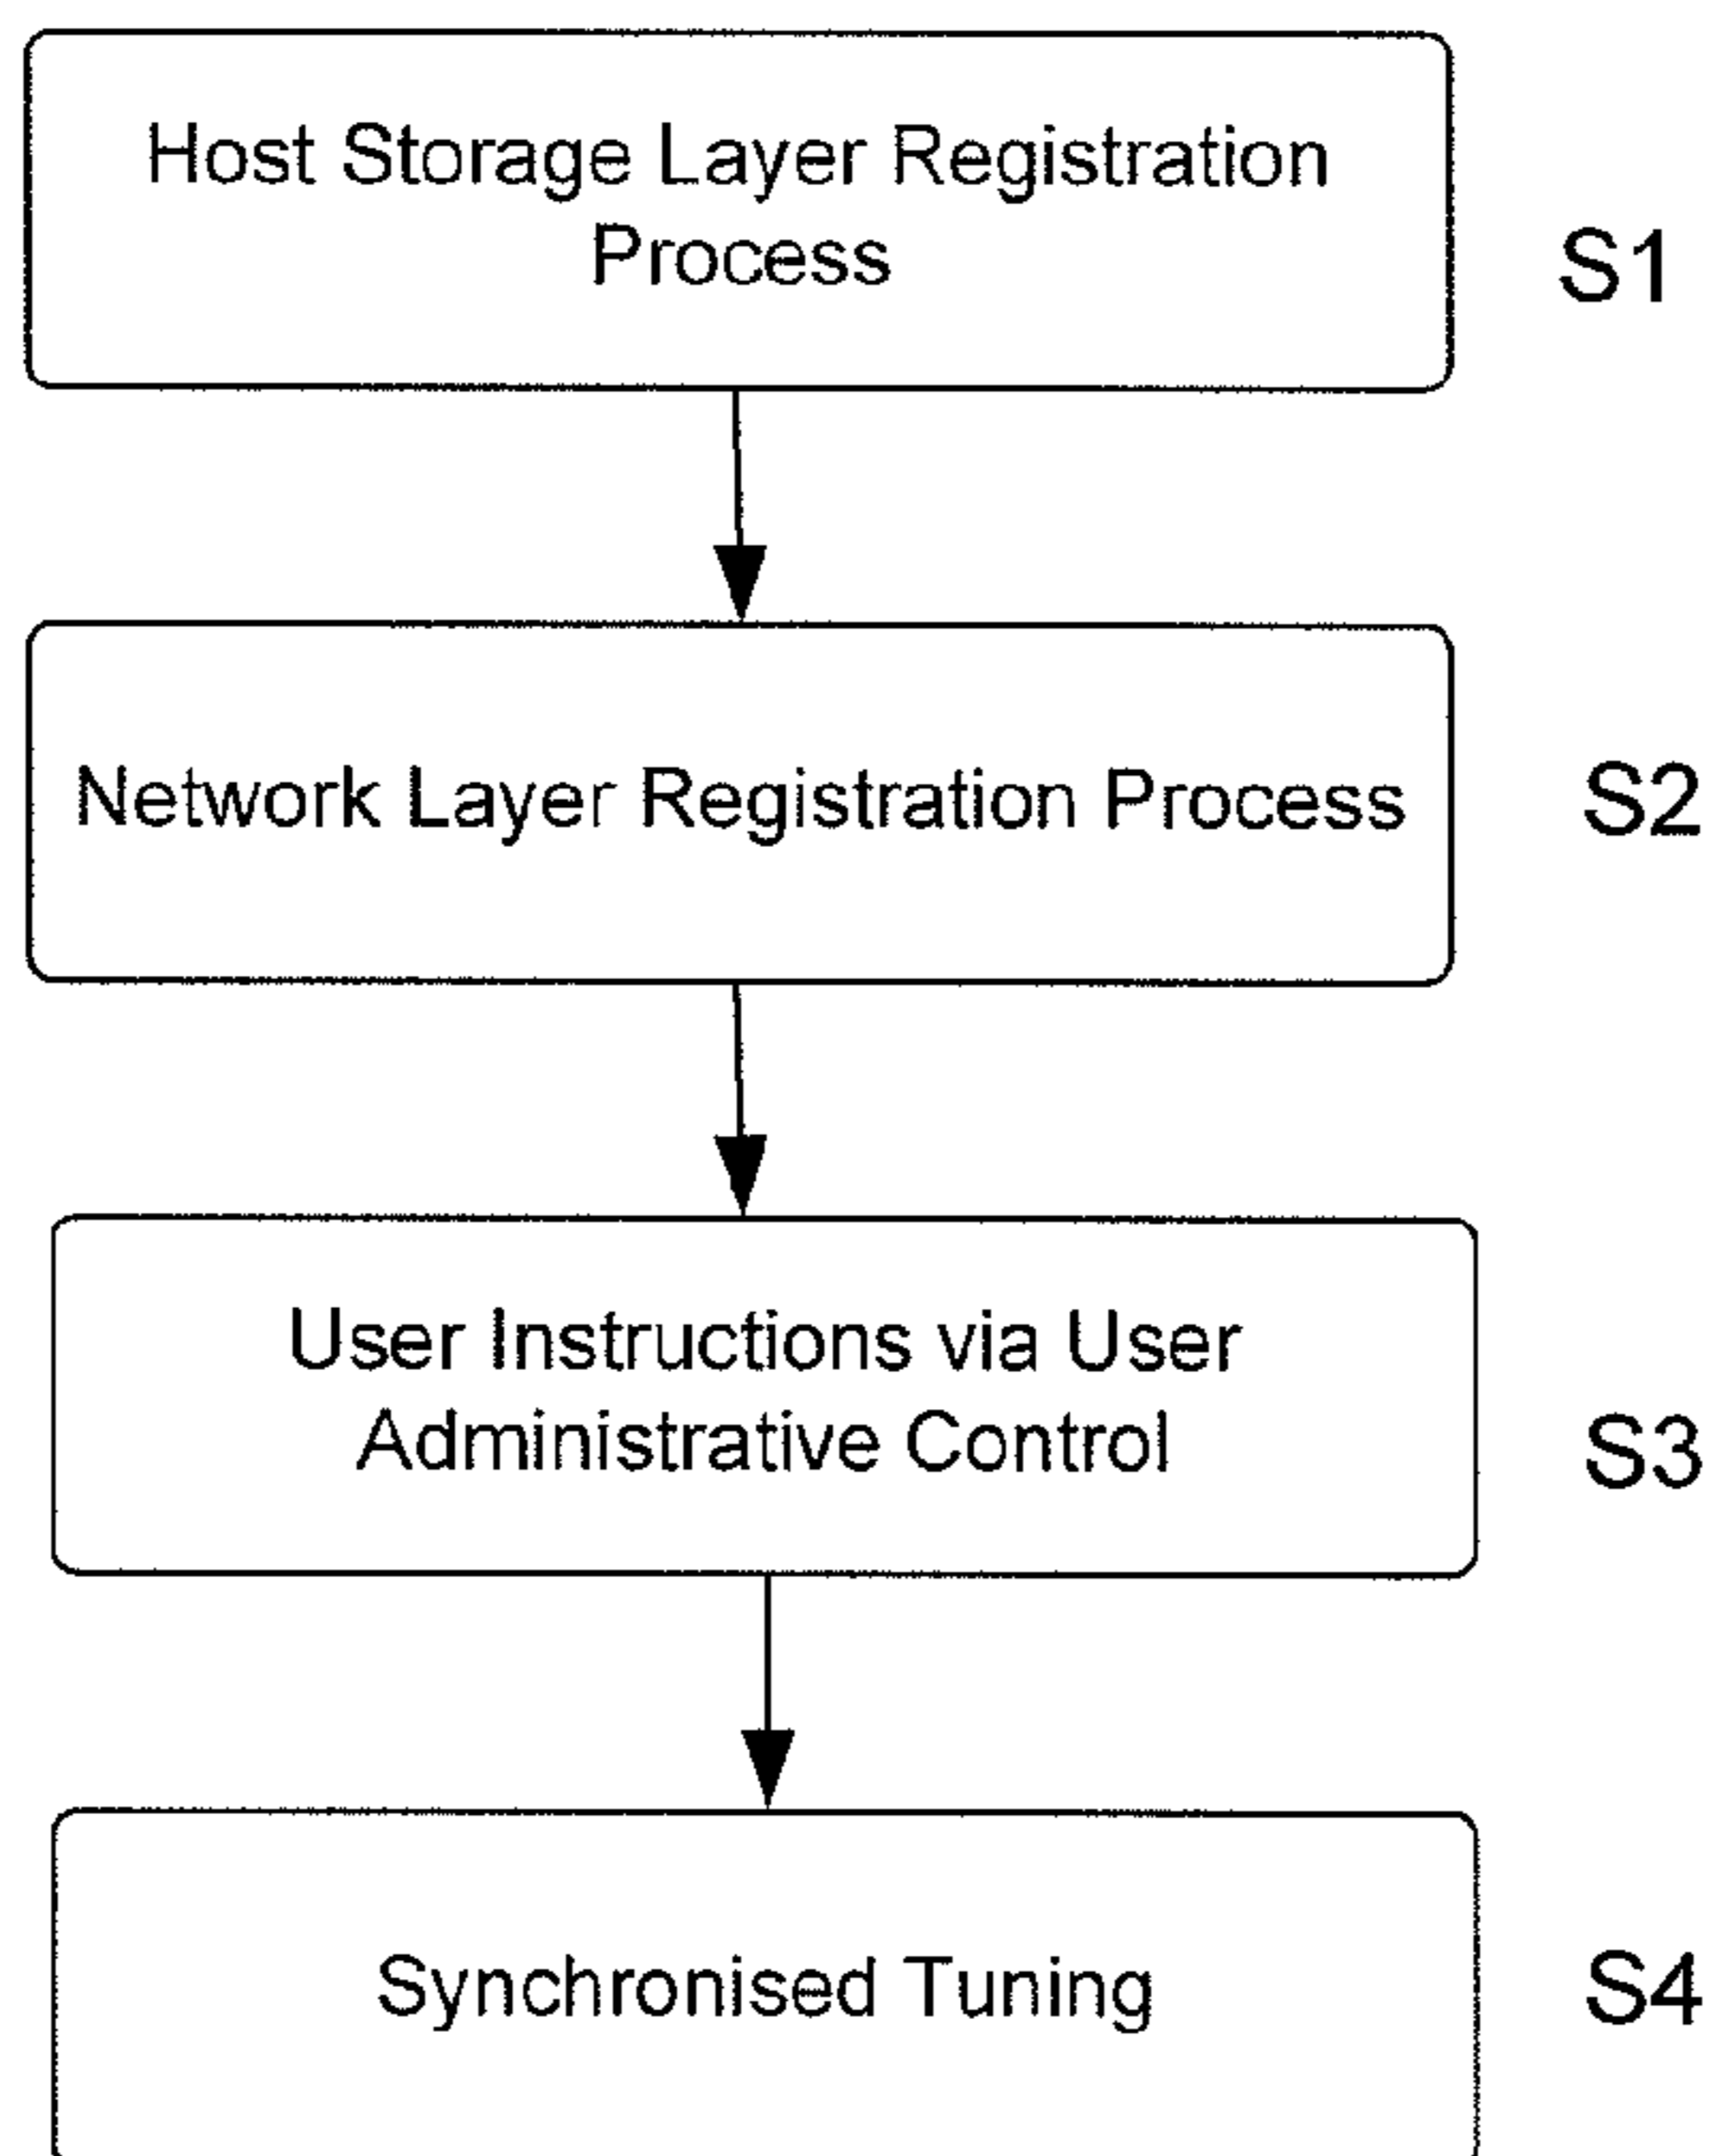 Host Storage Layer Registration
Process
S1
Network Layer Registration Process
S2
User Instructions via User
Administrative Control
S3
Synchronised Tuning
S4